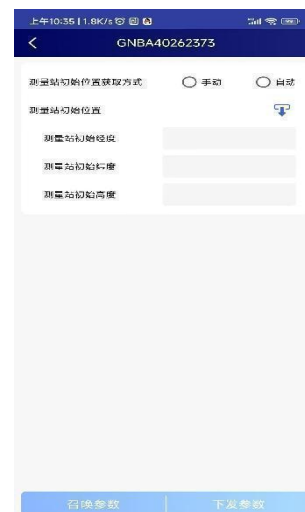 上午10:35 | 1.8K/s
GNBA40262373
测量站初始位置获取方式 手动 自动
测量站初始位置
测量站初始经度
测量站初始纬度
测量站初始高度
召唤参数 下发参数